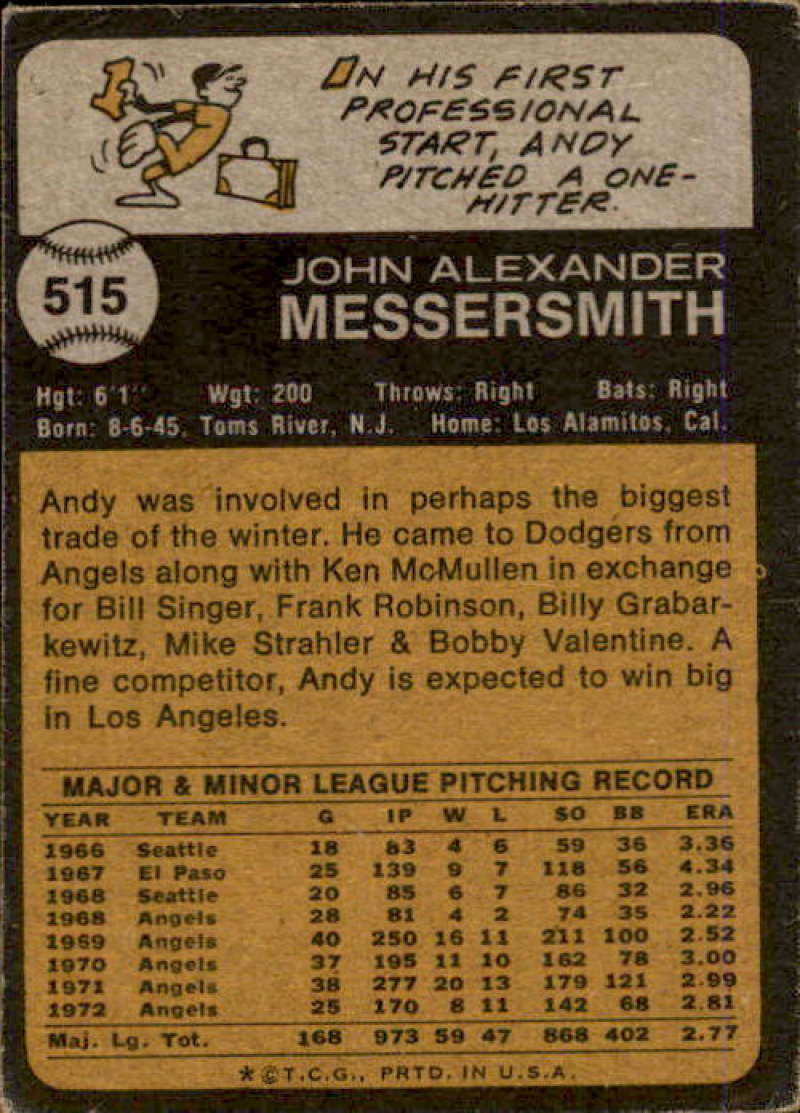 1
IN HIS FIRST
PROFESSIONAL
START, ANDY
PITCHED A ONE-
HITTER.
515
JOHN ALEXANDER
MESSERSMITH
Hgt: 6'1" Wgt: 200 Throws: Right Bats: Right
Born: 8-6-45, Toms River, N.J. Home: Los Alamitos, Cal.
Andy was involved in perhaps the biggest
trade of the winter. He came to Dodgers from
Angels along with Ken McMullen in exchange
for Bill Singer, Frank Robinson, Billy Grabar-
kewitz, Mike Strahler & Bobby Valentine. A
fine competitor, Andy is expected to win big
in Los Angeles.
MAJOR & MINOR LEAGUE PITCHING RECORD
YEAR TEAM G IP W L SO BB ERA
1966 Seattle 18 83 4 6 59 36 3.36
1967 El Paso 25 139 9 7 118 56 4.34
1968 Seattle 20 85 6 7 86 32 2.96
1968 Angels 28 81 4 2 74 35 2.22
1969 Angels 40 250 16 11 211 100 2.52
1970 Angels 37 195 11 10 162 78 3.00
1971 Angels 38 277 20 13 179 121 2.99
1972 Angels 25 170 8 11 142 68 2.81
Maj. Lg. Tot. 168 973 59 47 868 402 2.77
*©T.C.G., PRTD. IN U.S.A.